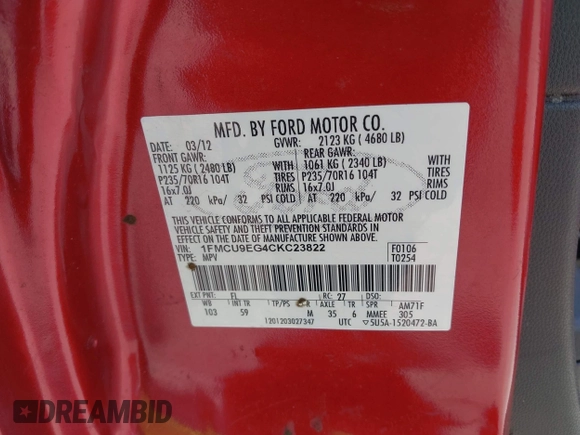 MFD. BY FORD MOTOR CO.
DATE: 03/12 GVWR: 2123 KG ( 4680 LB)
FRONT GAWR: REAR GAWR:
1125 KG ( 2480 LB) WITH 1061 KG ( 2340 LB) WITH
P235/70R16 104T TIRES P235/70R16 104T TIRES
16x7.0J RIMS 16x7.0J RIMS
AT 220 kPa/ 32 PSI COLD AT 220 kPa/ 32 PSI COLD
THIS VEHICLE CONFORMS TO ALL APPLICABLE FEDERAL MOTOR
VEHICLE SAFETY AND THEFT PREVENTION STANDARDS IN EFFECT ON
THE DATE OF MANUFACTURE SHOWN ABOVE.
VIN: 1FMCU9EG4CKC23822 F0106
TYPE: MPV T0254
EXT PNT: FL RC: 27 DSO:
WB INT TR TP/PS R AXLE TR SPR AM71F
103 59 M 35 6 MMEE 305
1201203027347 UTC SU5A-1520472-BA
DREAMBID